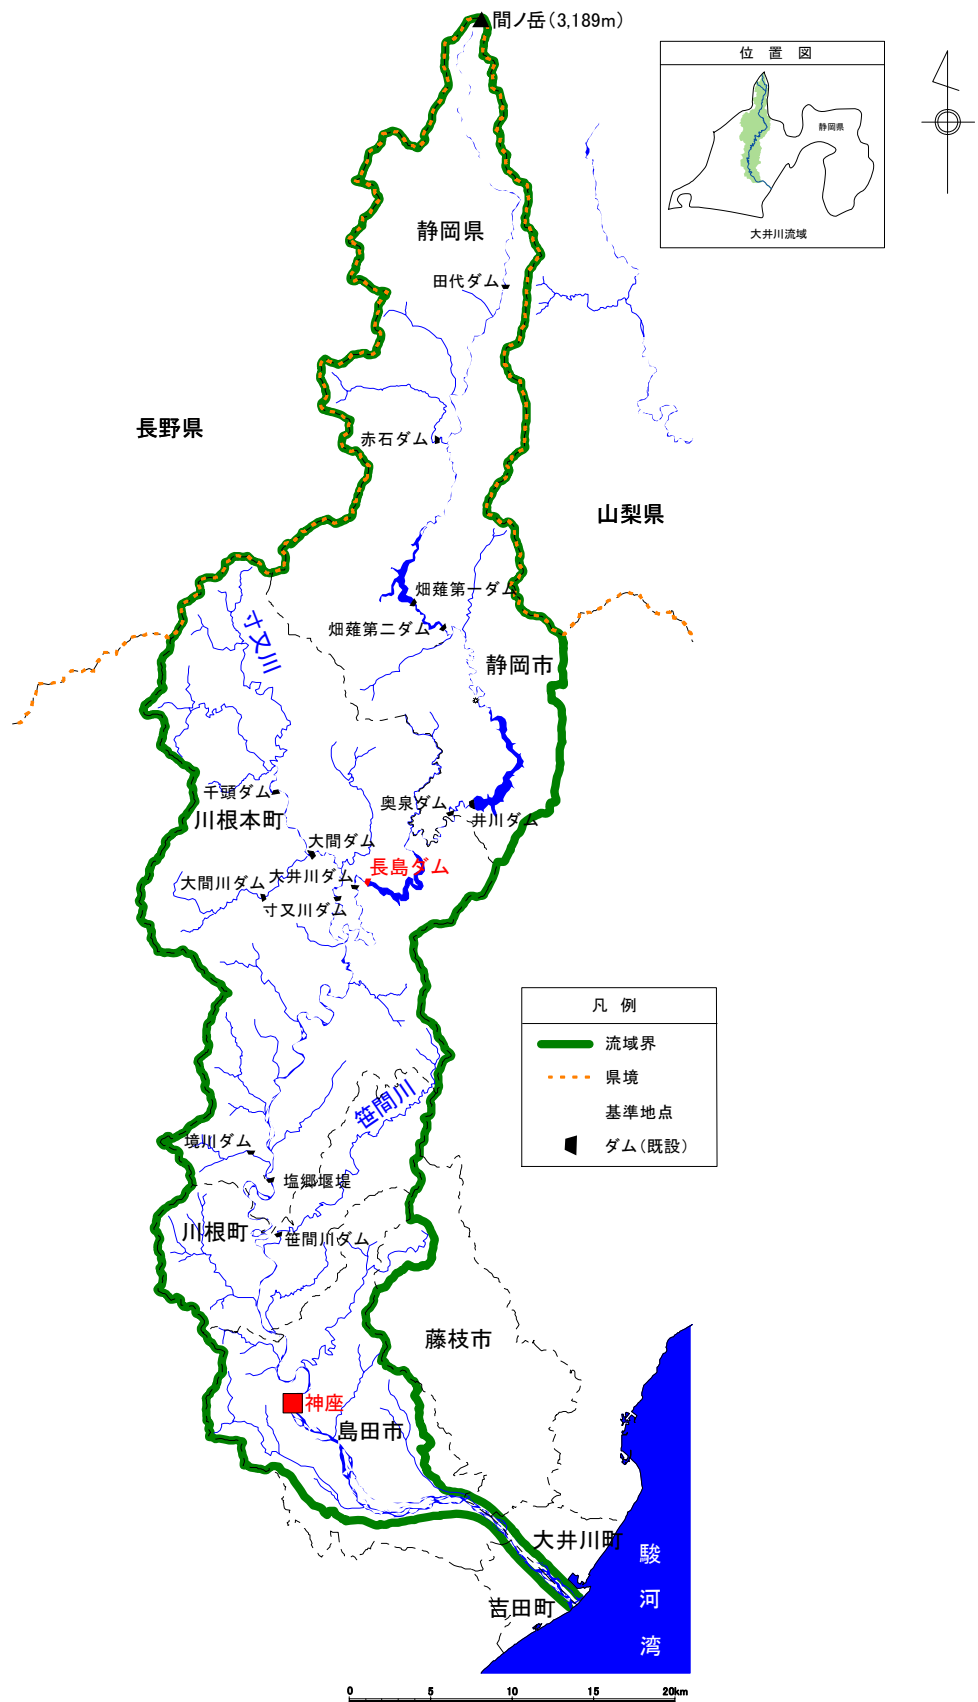 間ノ岳(3,189m)
位置図
静岡県
大井川流域
静岡県
田代ダム
長野県
赤石ダム
山梨県
畑薙第一ダム
寸又川
畑薙第二ダム
静岡市
千頭ダム
奥泉ダム
川根本町
井川ダム
大間ダム
長島ダム
大井川ダム
大間川ダム
寸又川ダム
凡例
流域界
県境
基準地点
ダム(既設)
笹間川
境川ダム
塩郷堰堤
川根町
笹間川ダム
藤枝市
神座
島田市
大井川町
駿河湾
吉田町
0 5 10 15 20km